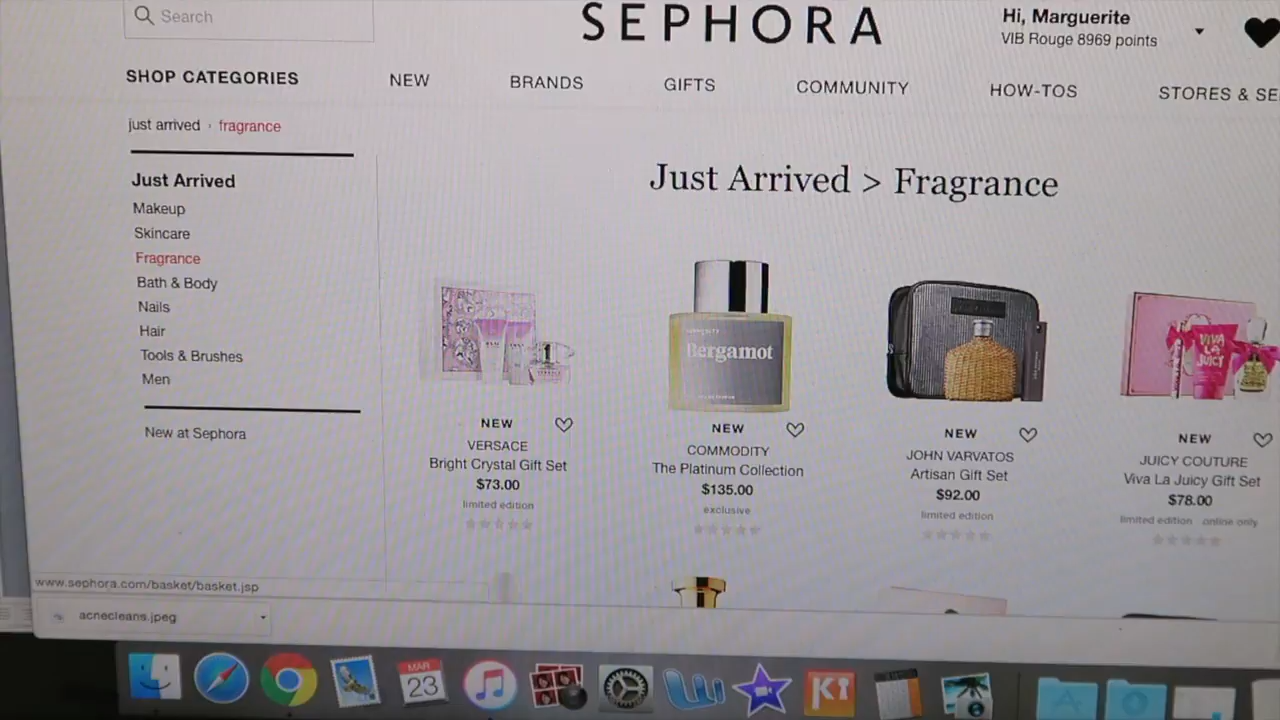 Search
SEPHORA
Hi, Marguerite
VIB Rouge 8969 points
SHOP CATEGORIES
NEW
BRANDS
GIFTS
COMMUNITY
HOW-TOS
STORES & SE
just arrived · fragrance
Just Arrived > Fragrance
Just Arrived
Makeup
Skincare
Fragrance
Bath & Body
Nails
Hair
Tools & Brushes
Men
New at Sephora
Bergamot
VIVA
LA
JUICY
NEW
VERSACE
Bright Crystal Gift Set
$73.00
limited edition
NEW
COMMODITY
The Platinum Collection
$135.00
exclusive
NEW
JOHN VARVATOS
Artisan Gift Set
$92.00
limited edition
NEW
JUICY COUTURE
Viva La Juicy Gift Set
$78.00
limited edition online only
www.sephora.com/basket/basket.jsp
acnecleans.jpeg
MAR
23